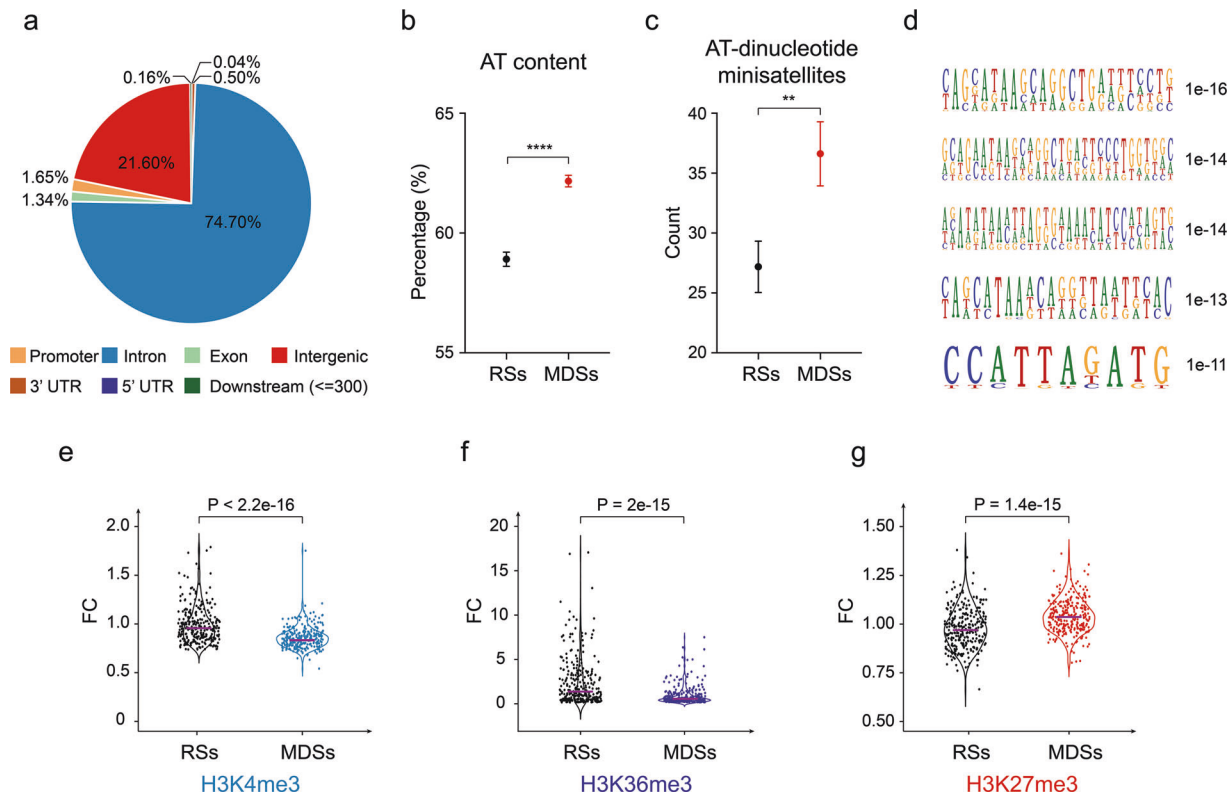 a
0.04%
0.16%
0.50%
21.60%
1.65%
1.34%
74.70%
Promoter
Intron
Exon
Intergenic
3' UTR
5' UTR
Downstream (<=300)
b
AT content
65
****
Percentage (%)
60
55
RSs
MDSs
c
AT-dinucleotide
minisatellites
40
**
35
Count
30
25
20
RSs
MDSs
d
1e-16
1e-14
1e-14
1e-13
CCATTAGATG
1e-11
e
P < 2.2e-16
2.0
1.5
FC
1.0
0.5
0
RSs
MDSs
H3K4me3
f
P = 2e-15
20
15
FC
10
5
0
RSs
MDSs
H3K36me3
g
P = 1.4e-15
1.50
1.25
FC
1.00
0.75
0.50
RSs
MDSs
H3K27me3